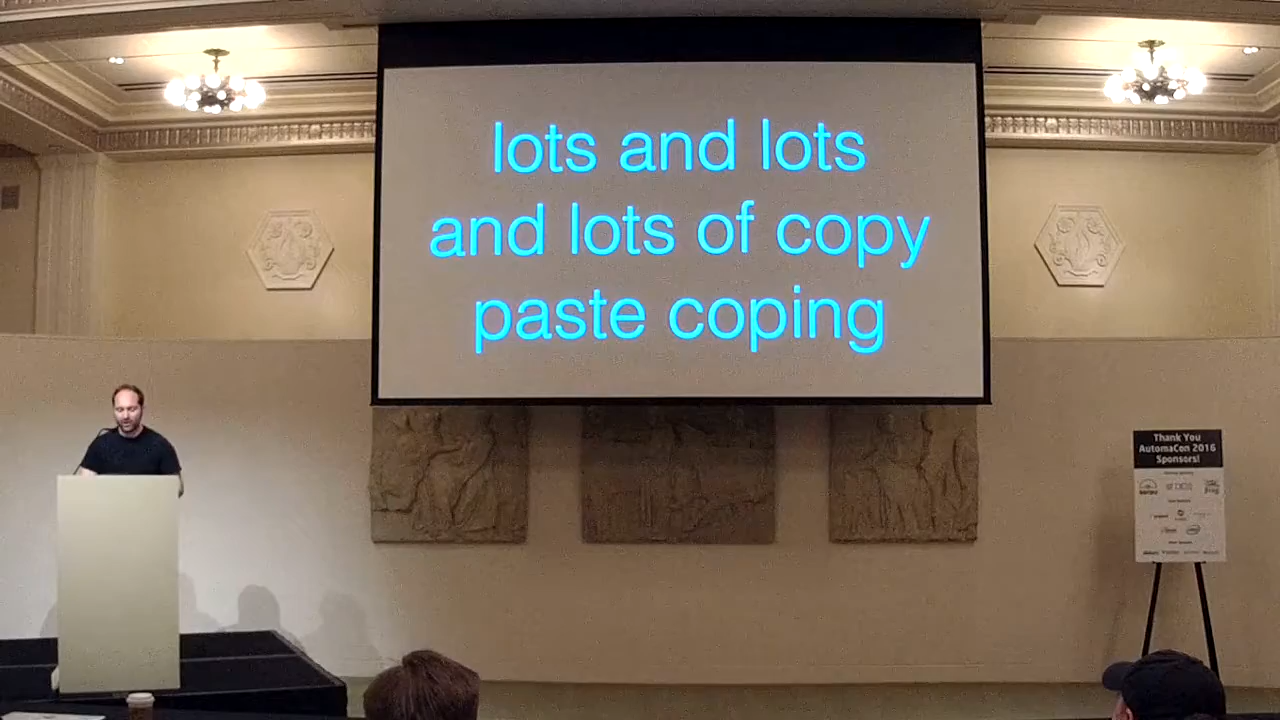 lots and lots
and lots of copy
paste coping
Thank You
AutomaCon 2016
Sponsors!